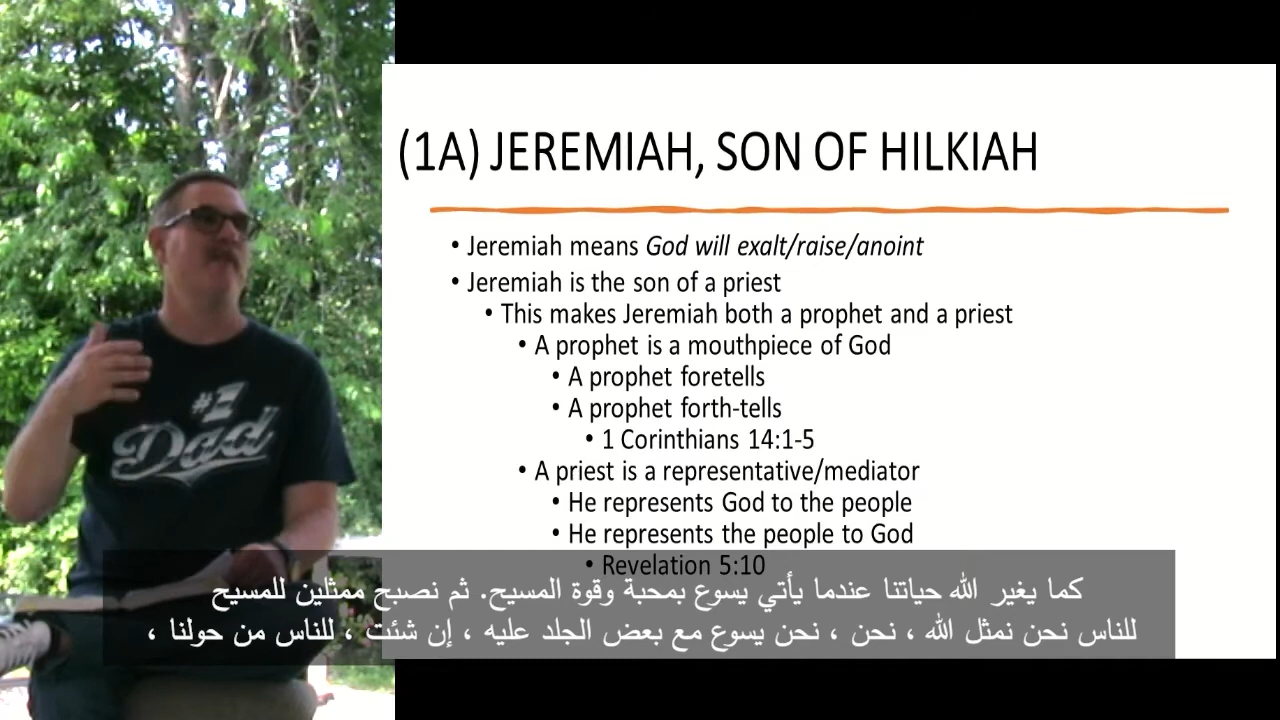 (1A) JEREMIAH, SON OF HILKIAH
• Jeremiah means God will exalt/raise/anoint
• Jeremiah is the son of a priest
• This makes Jeremiah both a prophet and a priest
• A prophet is a mouthpiece of God
• A prophet foretells
• A prophet forth-tells
• 1 Corinthians 14:1-5
• A priest is a representative/mediator
• He represents God to the people
• He represents the people to God
• Revelation 5:10
#1
Dad
كما يغير الله حياتنا عندما يأتي يسوع بمحبة وقوة المسيح. ثم نصبح ممثلين للمسيح
للناس نحن نمثل الله ، نحن ، نحن يسوع مع بعض الجلد عليه ، إن شئت ، للناس من حولنا ،